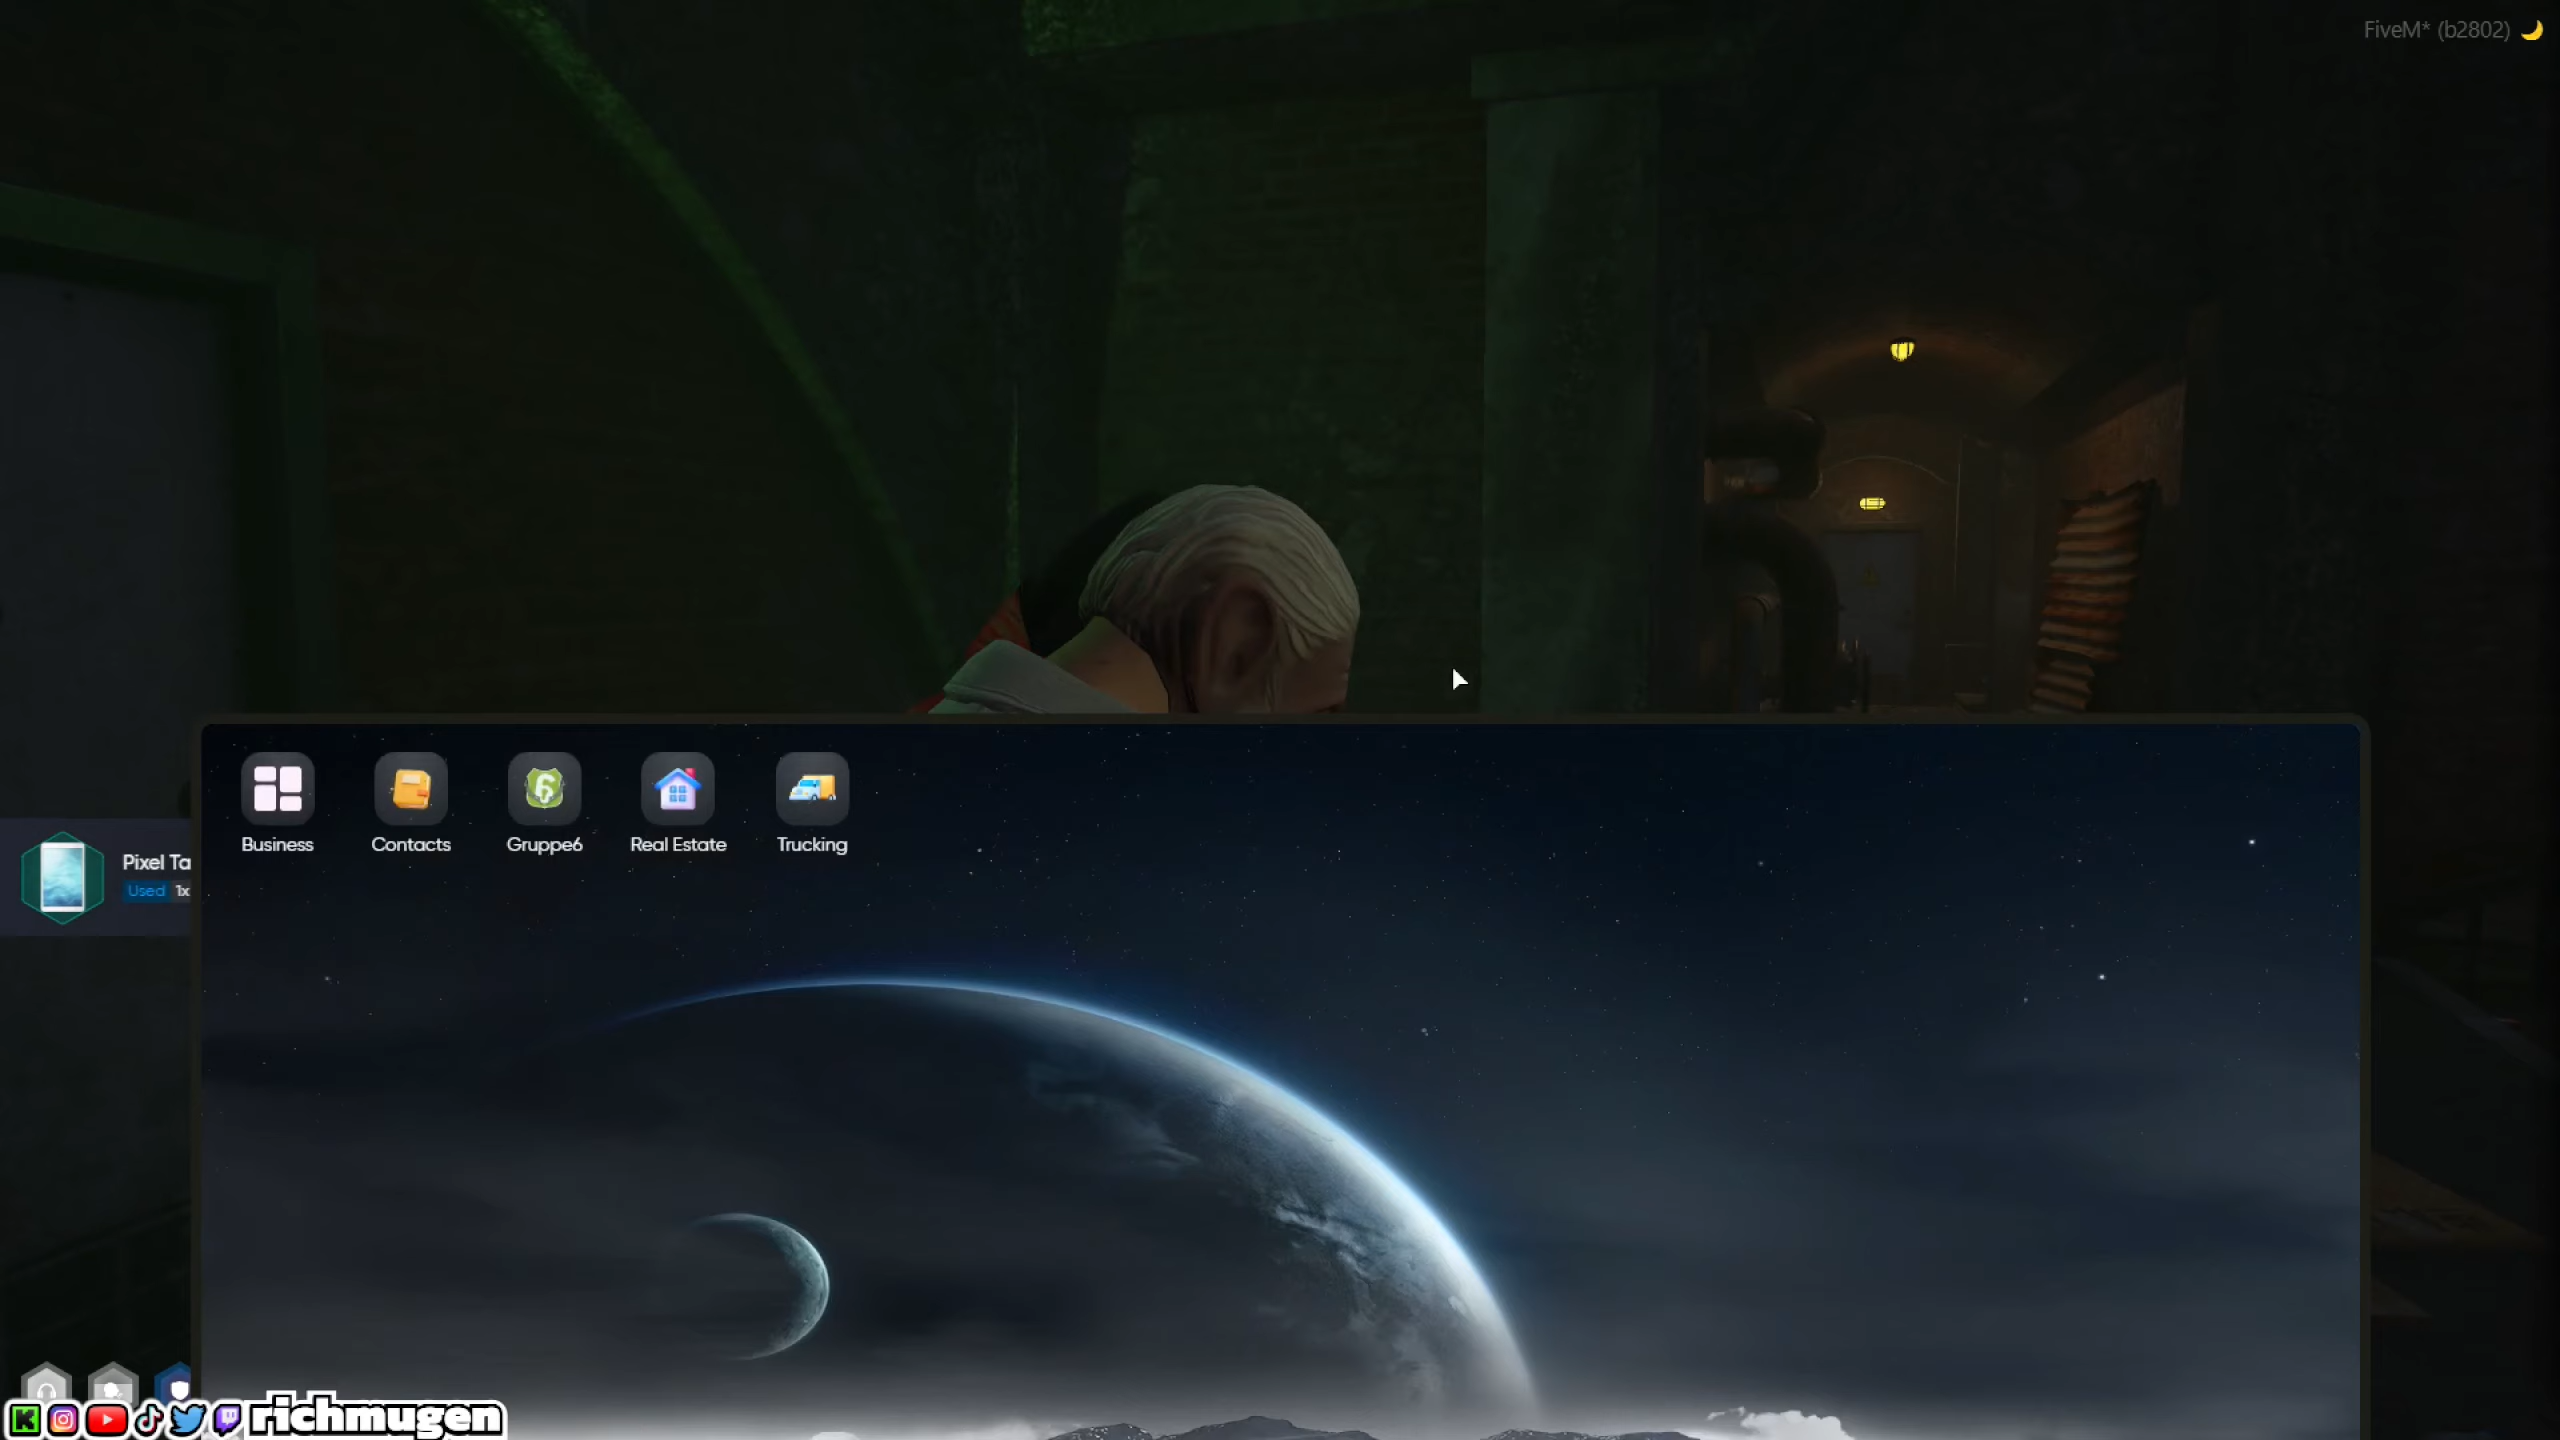 FiveM* (b2802)
Business
Contacts
Gruppe6
Real Estate
Trucking
Pixel Ta
Used 1x
richmugen